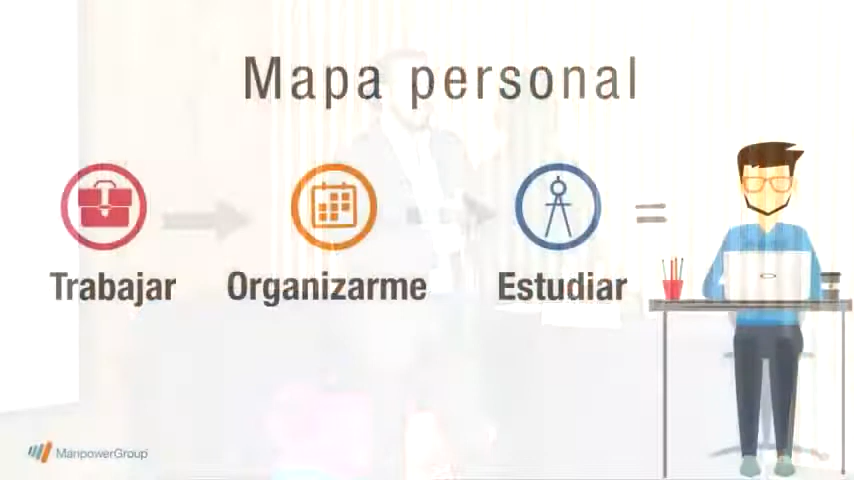 Mapa personal
Trabajar
Organizarme
Estudiar
=
ManpowerGroup